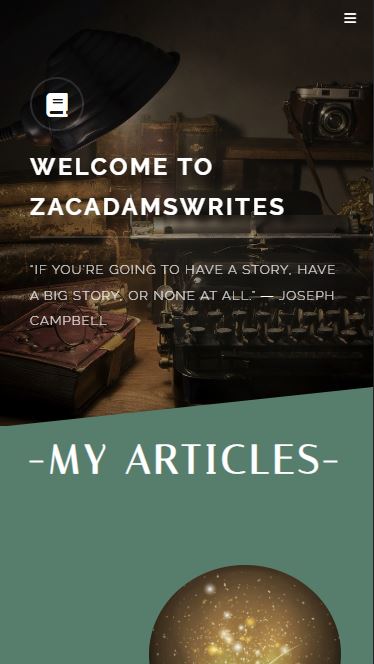 WELCOME TO
ZACADAMSWRITES
"IF YOU'RE GOING TO HAVE A STORY, HAVE
A BIG STORY, OR NONE AT ALL." — JOSEPH
CAMPBELL
-MY ARTICLES-